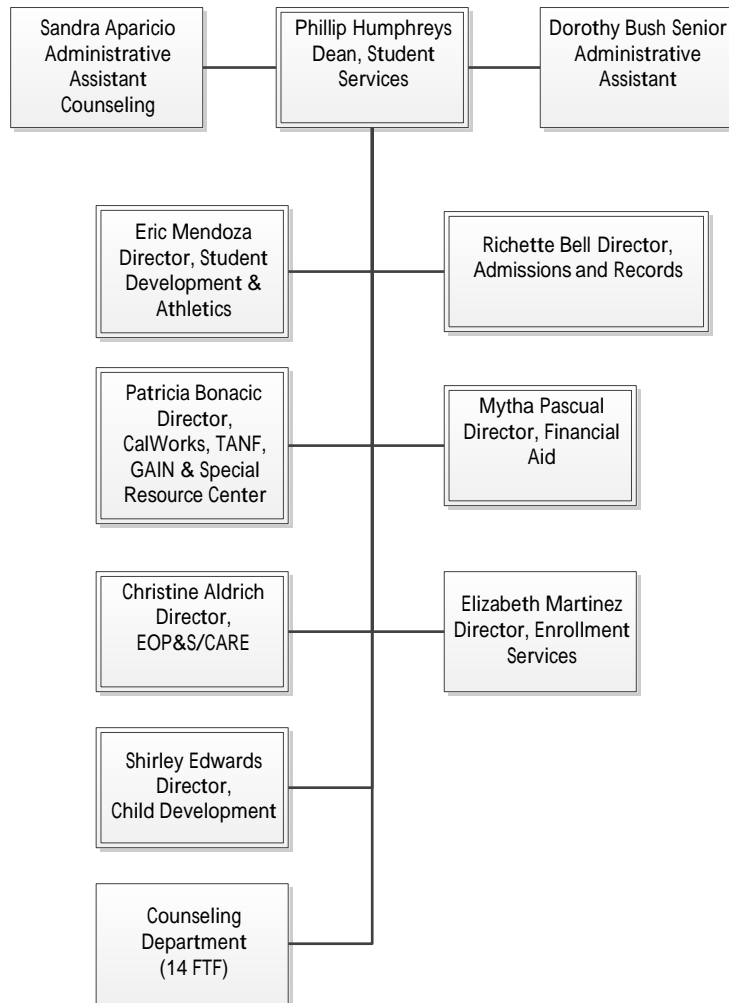 Sandra Aparicio
Administrative
Assistant
Counseling
Phillip Humphreys
Dean, Student
Services
Dorothy Bush Senior
Administrative
Assistant
Eric Mendoza
Director, Student
Development &
Athletics
Richette Bell Director,
Admissions and Records
Patricia Bonacic
Director,
CalWorks, TANF,
GAIN & Special
Resource Center
Mytha Pascual
Director, Financial
Aid
Christine Aldrich
Director,
EOP&S/CARE
Elizabeth Martinez
Director, Enrollment
Services
Shirley Edwards
Director,
Child Development
Counseling
Department
(14 FTF)